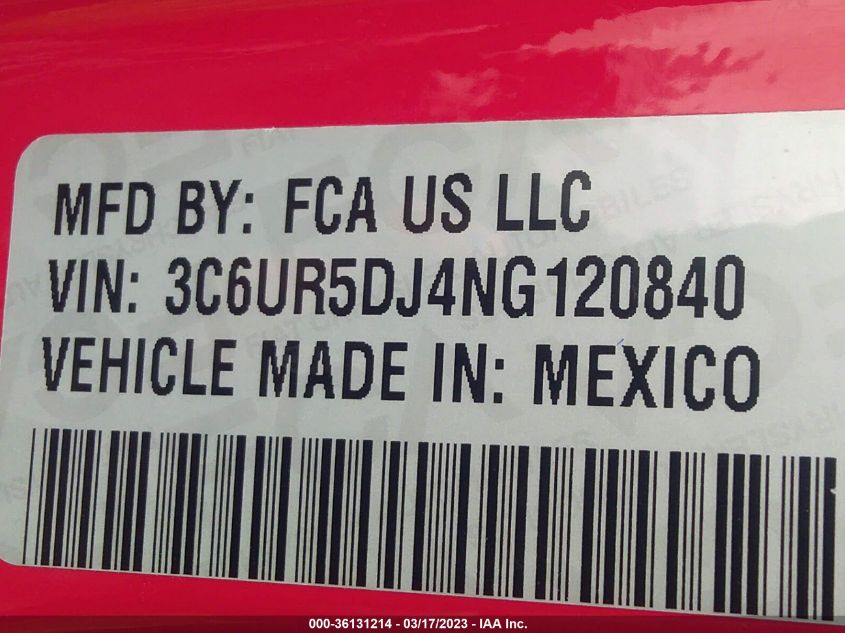 MFD BY: FCA US LLC
VIN: 3C6UR5DJ4NG120840
VEHICLE MADE IN: MEXICO
000-36131214 - 03/17/2023 - IAA Inc.